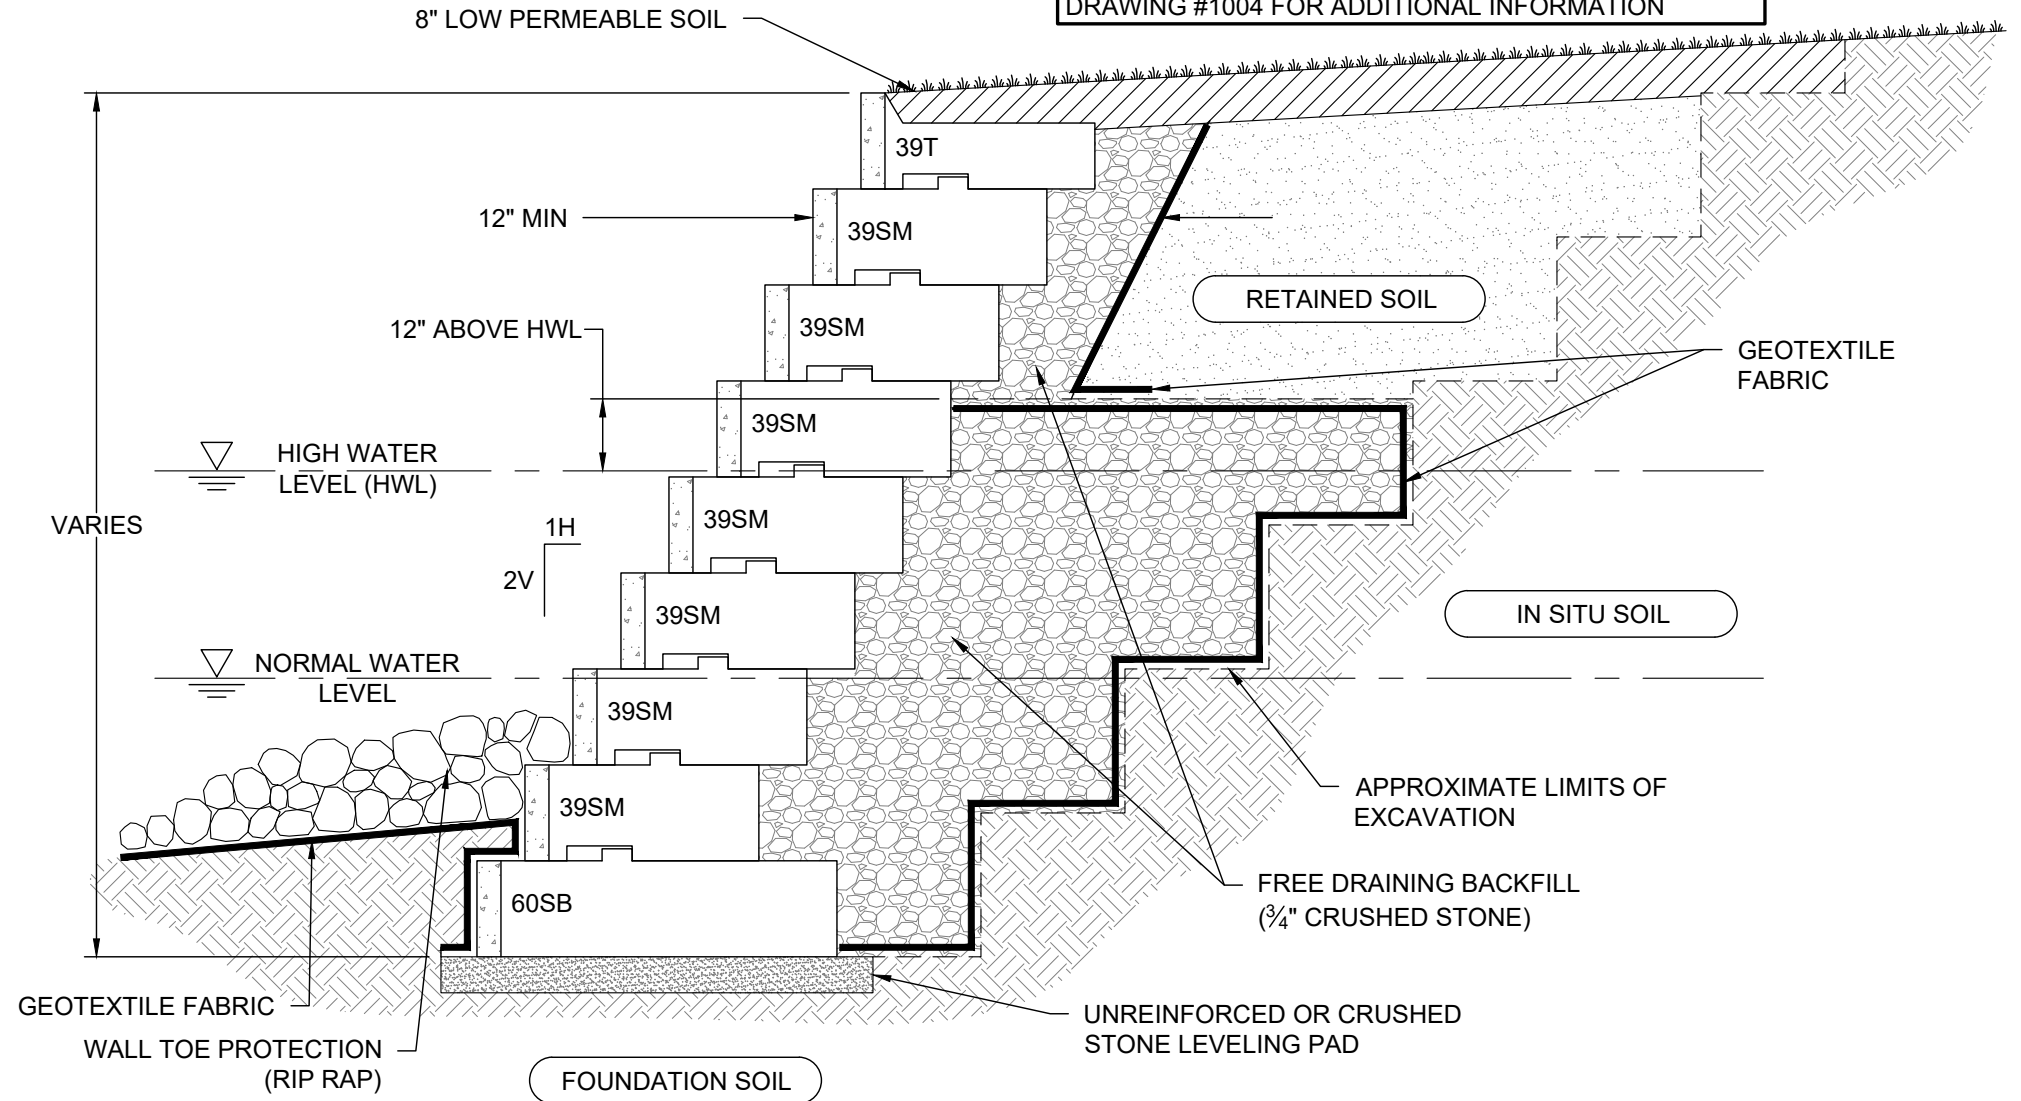 DRAWING #1004 FOR ADDITIONAL INFORMATION
8" LOW PERMEABLE SOIL
39T
12" MIN
39SM
RETAINED SOIL
39SM
12" ABOVE HWL
GEOTEXTILE
FABRIC
39SM
HIGH WATER
LEVEL (HWL)
39SM
VARIES
1H
2V
39SM
IN SITU SOIL
NORMAL WATER
LEVEL
39SM
39SM
APPROXIMATE LIMITS OF
EXCAVATION
60SB
FREE DRAINING BACKFILL
(¾" CRUSHED STONE)
GEOTEXTILE FABRIC
UNREINFORCED OR CRUSHED
STONE LEVELING PAD
WALL TOE PROTECTION
(RIP RAP)
FOUNDATION SOIL